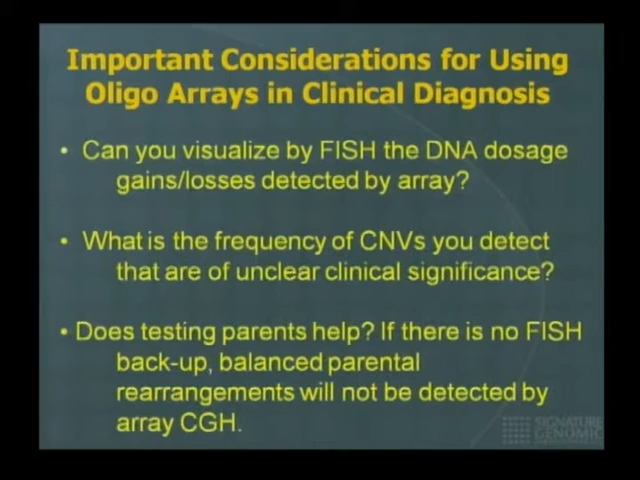 Important Considerations for Using
Oligo Arrays in Clinical Diagnosis
• Can you visualize by FISH the DNA dosage
gains/losses detected by array?
• What is the frequency of CNVs you detect
that are of unclear clinical significance?
• Does testing parents help? If there is no FISH
back-up, balanced parental
rearrangements will not be detected by
array CGH.
SIGNATURE
GENOMIC